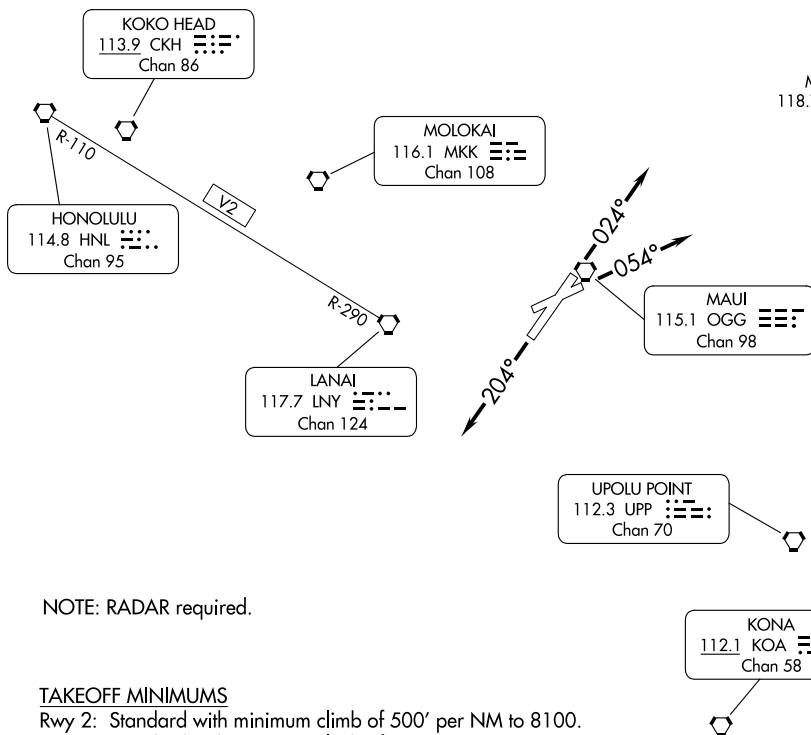 KOKO HEAD
113.9 CKH
Chan 86
118.
R-110
MOLOKAI
116.1 MKK
Chan 108
V2
HONOLULU
114.8 HNL
Chan 95
024°
054°
R-290
MAUI
115.1 OGG
Chan 98
204°
LANAI
117.7 LNY
Chan 124
UPOLU POINT
112.3 UPP
Chan 70
NOTE: RADAR required.
KONA
112.1 KOA
Chan 58
TAKEOFF MINIMUMS
Rwy 2: Standard with minimum climb of 500' per NM to 8100.